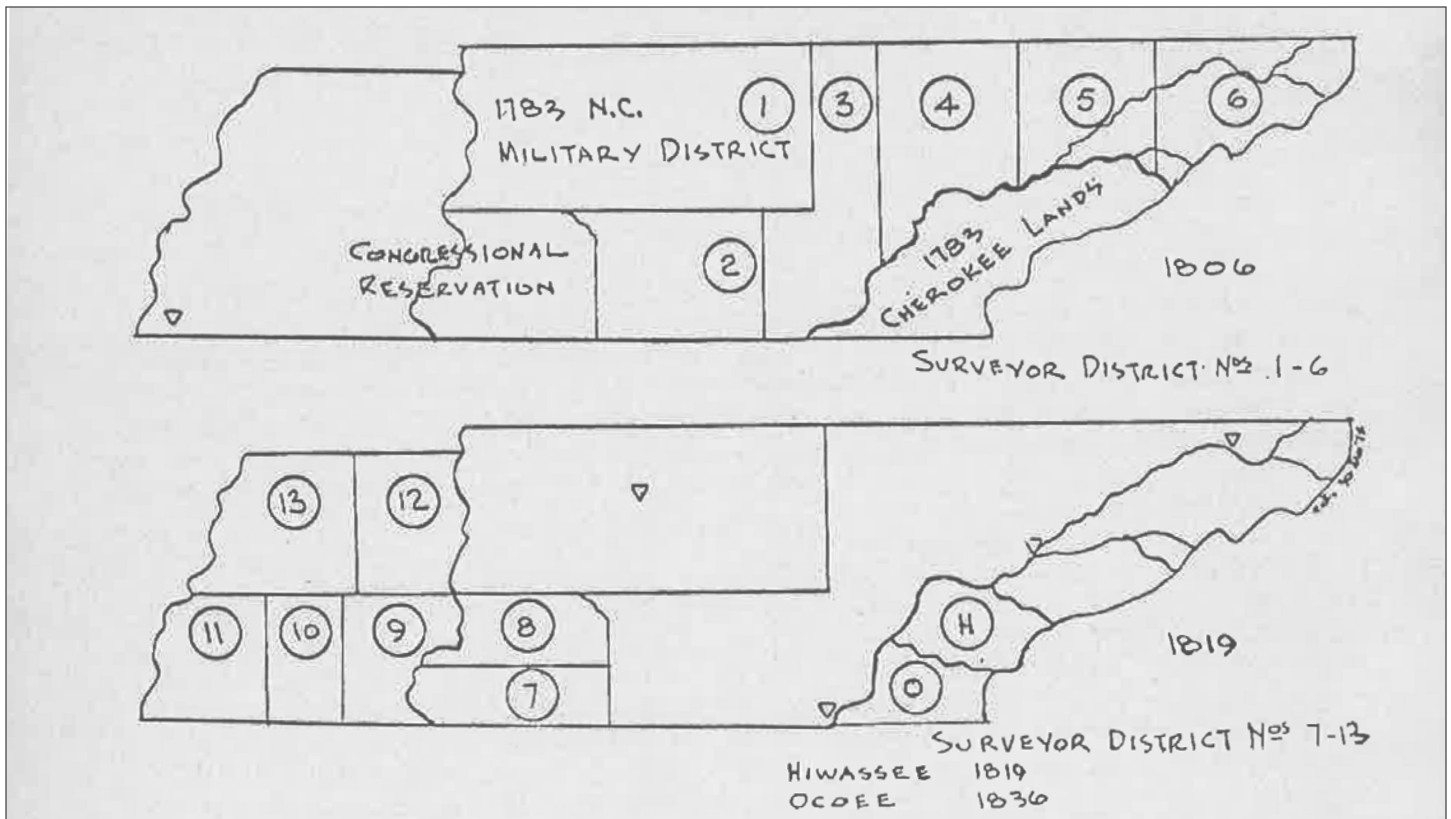 1783 N.C.
MILITARY DISTRICT
1
3
4
5
6
CONGRESSIONAL
RESERVATION
2
1783
CHEROKEE LANDS
1806
SURVEYOR DISTRICT Nos. 1-6
13
12
11
10
9
8
7
H
O
1819
SURVEYOR DISTRICT Nos 7-13
HIWASSEE 1819
OCOEE 1836